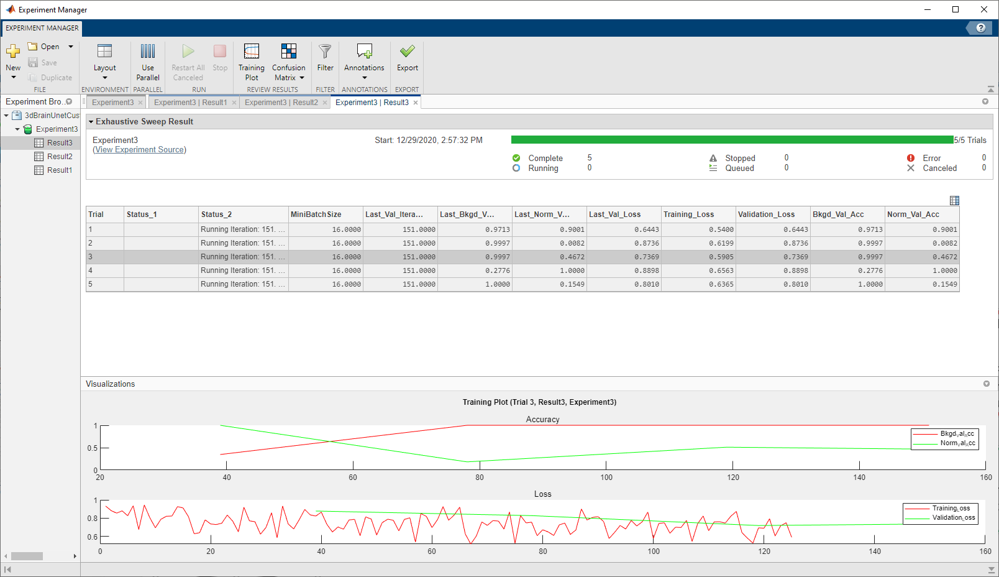 Experiment Manager
EXPERIMENT MANAGER
?
New
Open
Save
Duplicate
FILE
Layout
ENVIRONMENT
Use Parallel
PARALLEL
Restart All Canceled
Stop
RUN
Training Plot
Confusion Matrix
REVIEW RESULTS
Filter
FILTER
Annotations
ANNOTATIONS
Export
EXPORT
Experiment Bro..
3dBrainUnetCus
Experiment3
Result3
Result2
Result1
Experiment3 × Experiment3 | Result1 × Experiment3 | Result2 × Experiment3 | Result3 ×
Exhaustive Sweep Result
Experiment3 Start: 12/29/2020, 2:57:32 PM 5/5 Trials
(View Experiment Source)
Complete 5 Stopped 0 Error 0
Running 0 Queued 0 Canceled 0
Trial Status_1 Status_2 MiniBatchSize Last_Val_Itera... Last_Bkgd_V... Last_Norm_V... Last_Val_Loss Training_Loss Validation_Loss Bkgd_Val_Acc Norm_Val_Acc
1 Running Iteration: 151. ... 16.0000 151.0000 0.9713 0.9001 0.6443 0.5400 0.6443 0.9713 0.9001
2 Running Iteration: 151. ... 16.0000 151.0000 0.9997 0.0082 0.8736 0.6199 0.8736 0.9997 0.0082
3 Running Iteration: 151. ... 16.0000 151.0000 0.9997 0.4672 0.7369 0.5905 0.7369 0.9997 0.4672
4 Running Iteration: 151. ... 16.0000 151.0000 0.2776 1.0000 0.8898 0.6563 0.8898 0.2776 1.0000
5 Running Iteration: 151. ... 16.0000 151.0000 1.0000 0.1549 0.8010 0.6365 0.8010 1.0000 0.1549
Visualizations
Training Plot (Trial 3, Result3, Experiment3)
Accuracy
1
0.5
0
20 40 60 80 100 120 140 160
Bkgd_Val_Acc
Norm_Val_Acc
Loss
1
0.8
0.6
0 20 40 60 80 100 120 140 160
Training_Loss
Validation_Loss